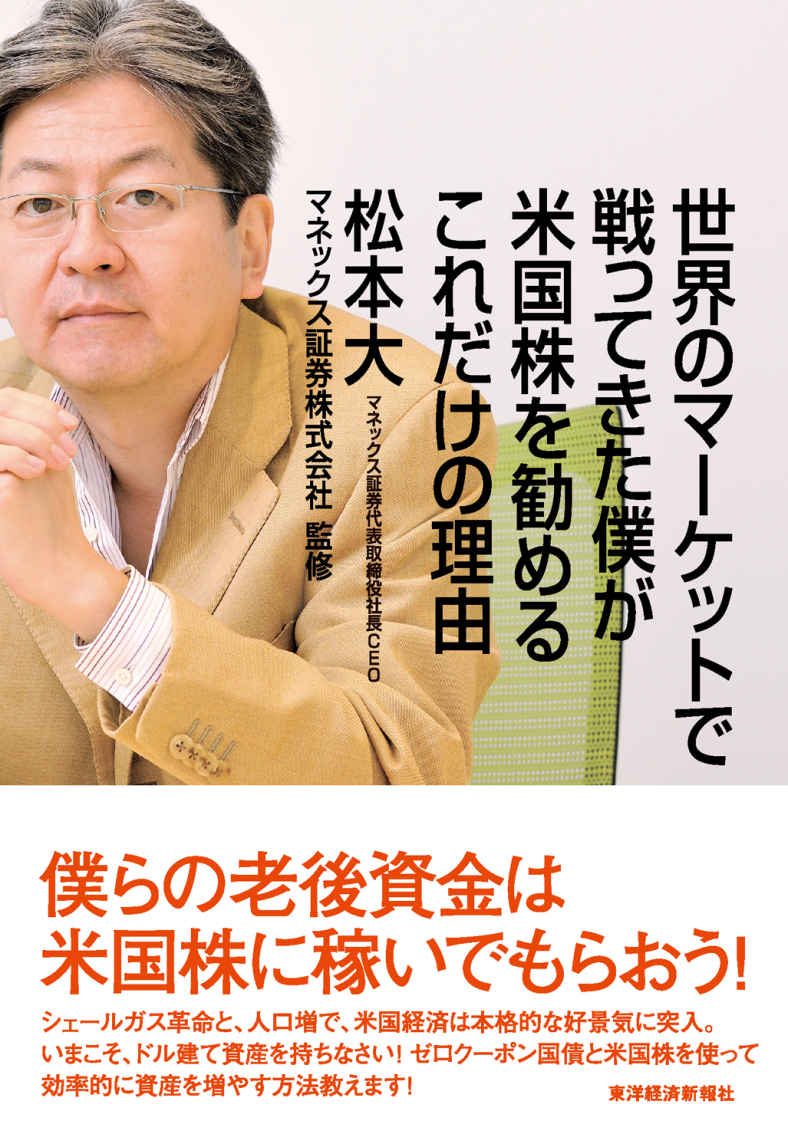 世界のマーケットで
戦ってきた僕が
米国株を勧める
これだけの理由
松本大
マネックス証券代表取締役社長CEO
マネックス証券株式会社 監修
僕らの老後資金は
米国株に稼いでもらおう!
シェールガス革命と、人口増で、米国経済は本格的な好景気に突入。
いまこそ、ドル建て資産を持ちなさい! ゼロクーポン国債と米国株を使って
効率的に資産を増やす方法教えます!
東洋経済新報社